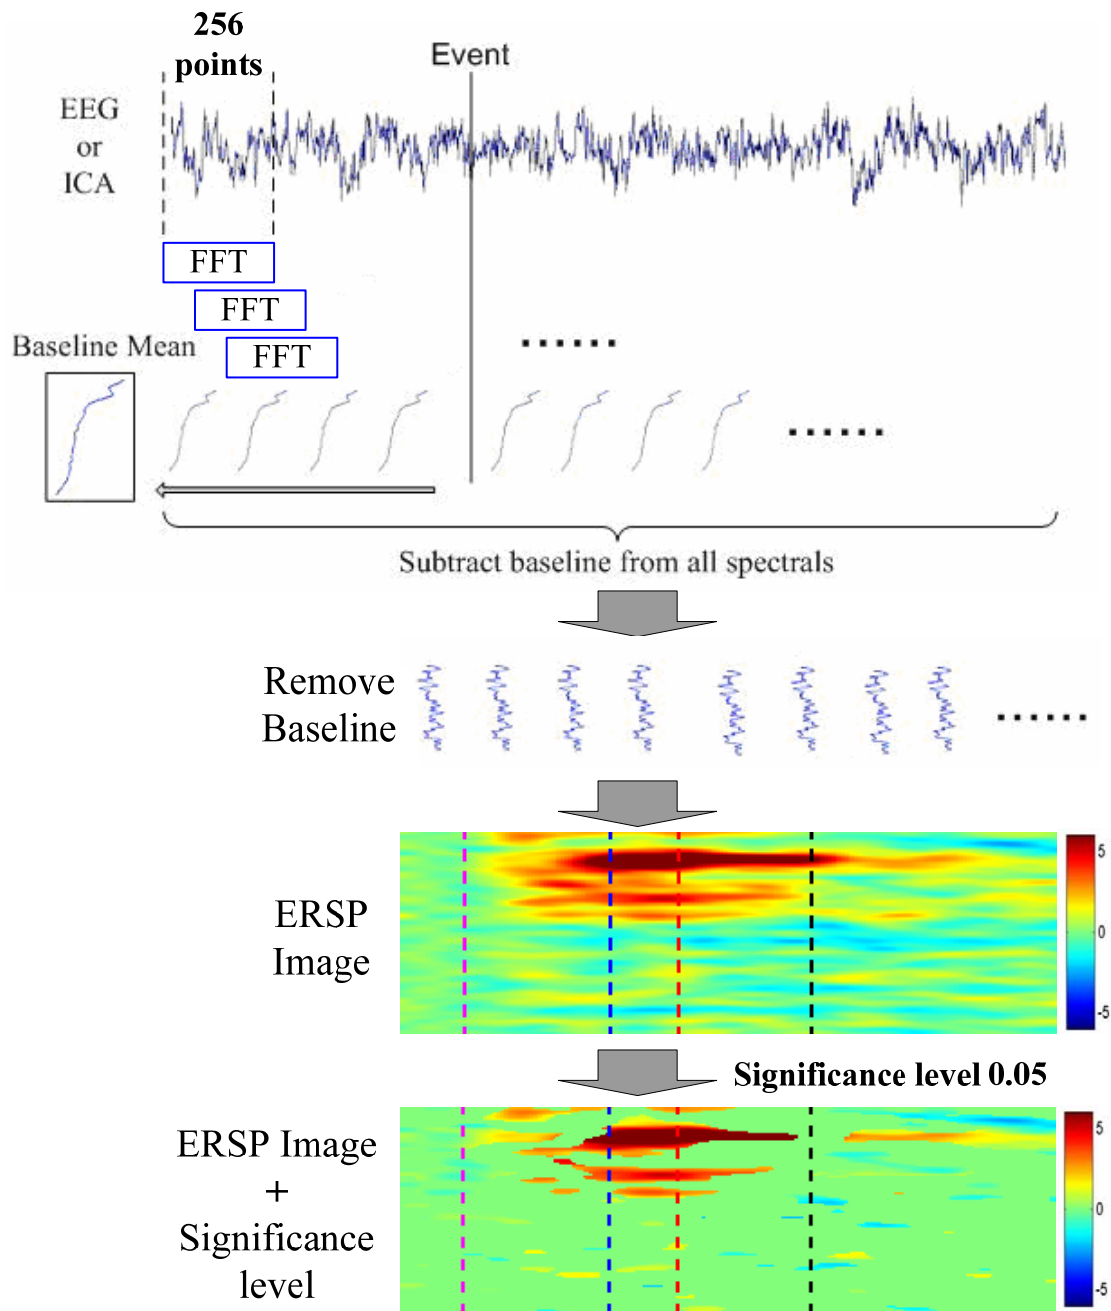 256
points
Event
EEG
or
ICA
FFT
FFT
FFT
Baseline Mean
Subtract baseline from all spectrals
Remove
Baseline
ERSP
Image
5
0
-5
Significance level 0.05
ERSP Image
+
Significance
level
5
0
-5